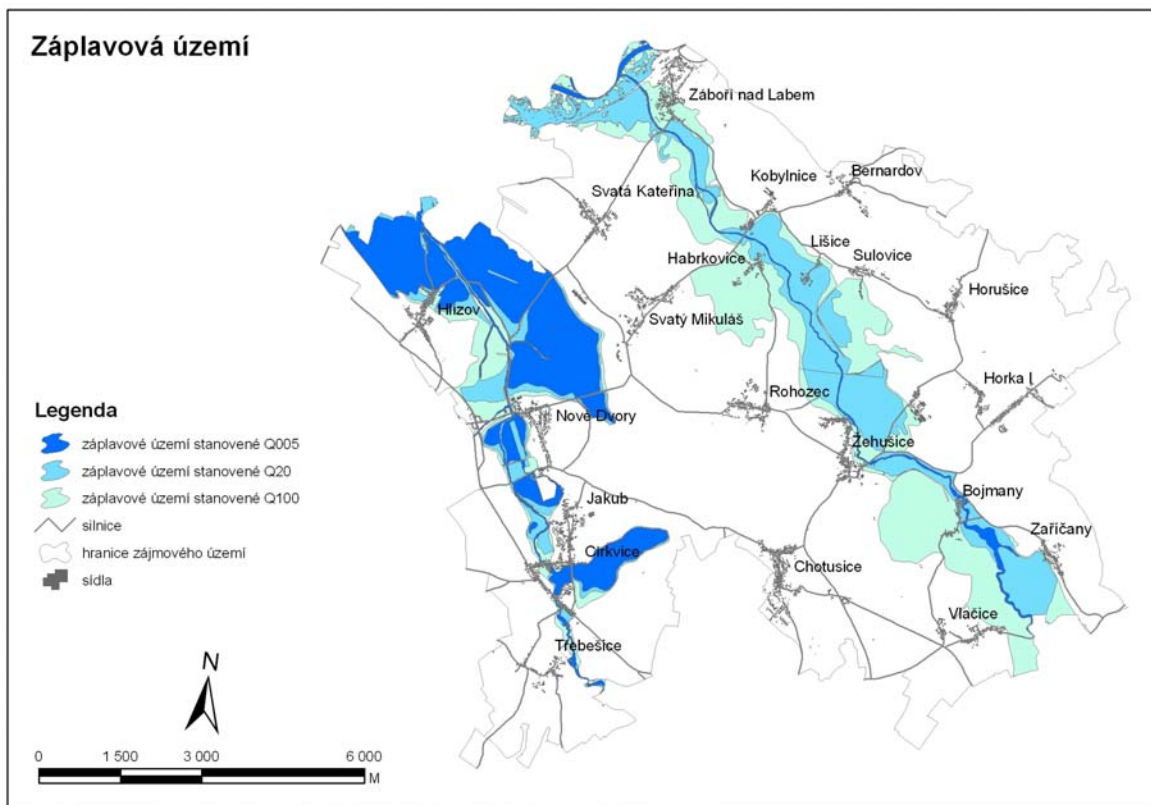 Záplavová území
Záboří nad Labem
Kobylnice
Bernardov
Svatá Kateřina
Lišice
Sulovice
Habrkovice
Horušice
Hlízov
Svatý Mikuláš
Rohozec
Horka I.
Nové Dvory
Žehušice
Jakub
Bojmany
Zaříčany
Církvice
Chotusice
Vlačice
Třebešice
Legenda
záplavové území stanovené Q005
záplavové území stanovené Q20
záplavové území stanovené Q100
silnice
hranice zájmového území
sídla
N
0 1 500 3 000 6 000
M